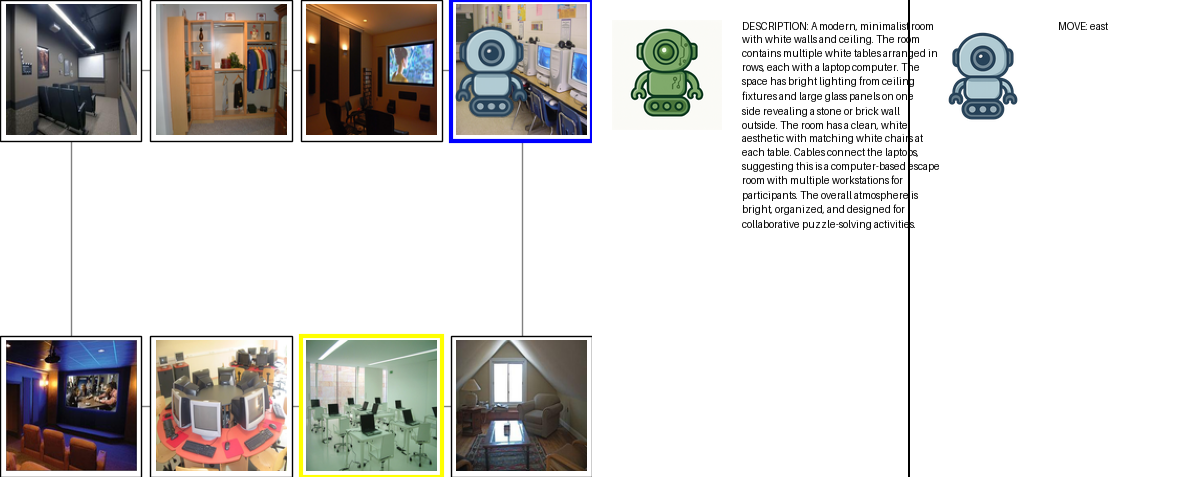 DESCRIPTION: A modern, minimalist room
with white walls and ceiling. The room
contains multiple white tables arranged in
rows, each with a laptop computer. The
space has bright lighting from ceiling
fixtures and large glass panels on one
side revealing a stone or brick wall
outside. The room has a clean, white
aesthetic with matching white chairs at
each table. Cables connect the laptops,
suggesting this is a computer-based escape
room with multiple workstations for
participants. The overall atmosphere is
bright, organized, and designed for
collaborative puzzle-solving activities.
MOVE: east